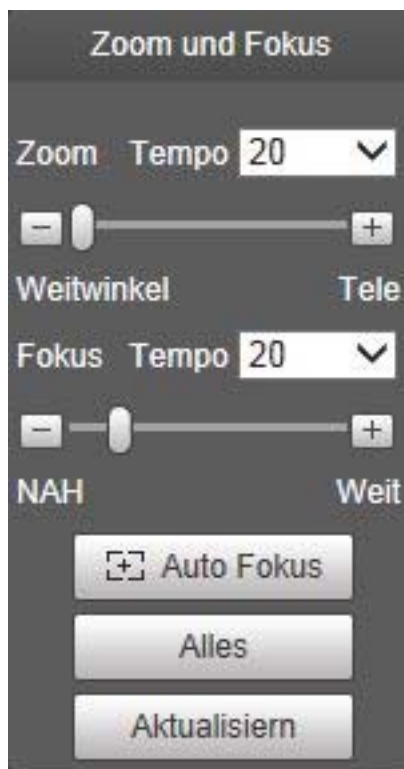 Zoom und Fokus
Zoom Tempo 20
Weitwinkel Tele
Fokus Tempo 20
NAH Weit
Auto Fokus
Alles
Aktualisiern